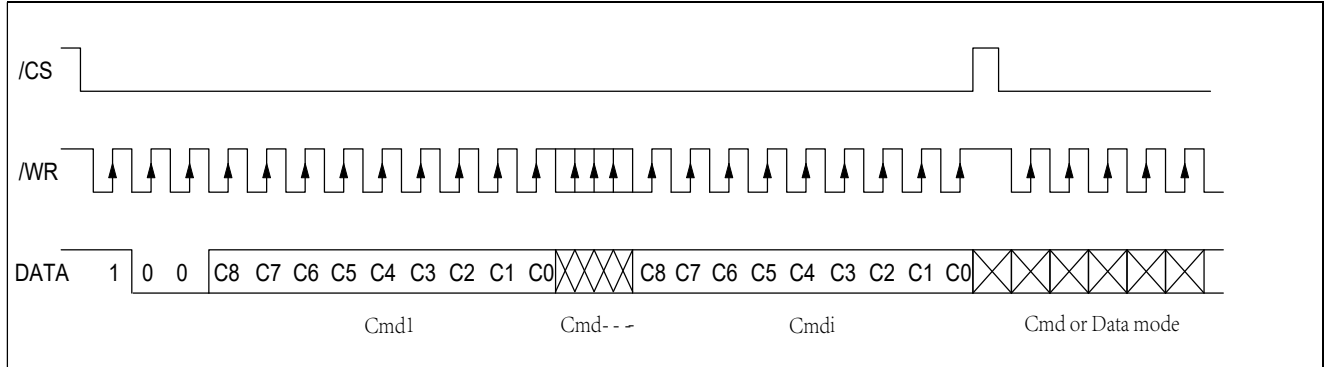 /CS
/WR
DATA 1 0 0 C8 C7 C6 C5 C4 C3 C2 C1 C0 C8 C7 C6 C5 C4 C3 C2 C1 C0
Cmd1 Cmd--- Cmdi Cmd or Data mode